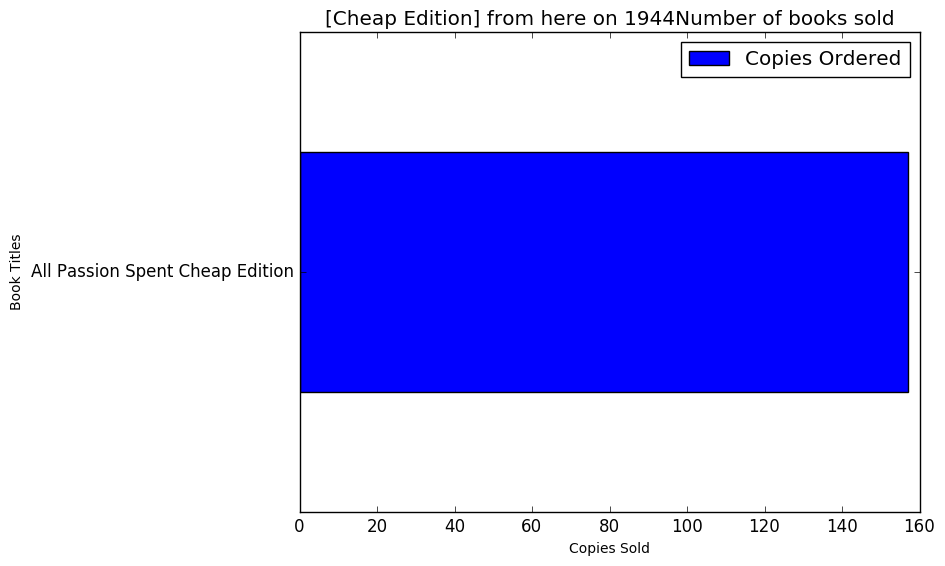 [Cheap Edition] from here on 1944Number of books sold
Copies Ordered
Book Titles
All Passion Spent Cheap Edition
0 20 40 60 80 100 120 140 160
Copies Sold